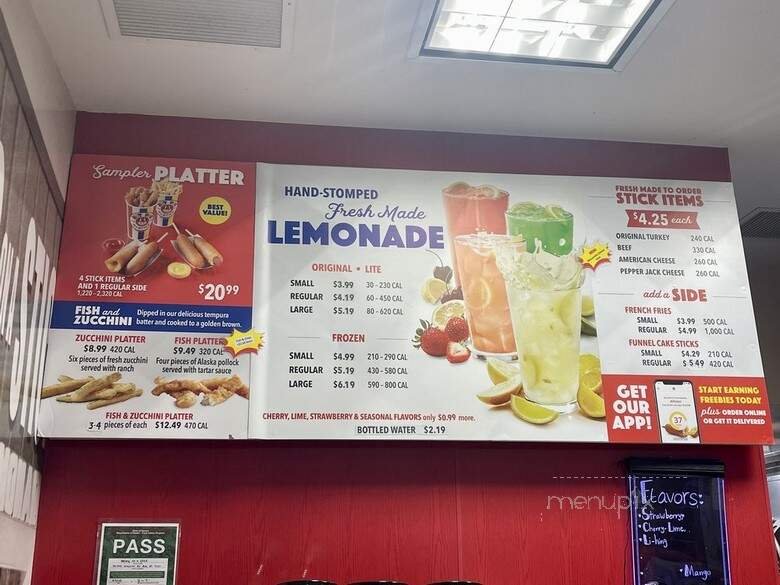 Sampler PLATTER
BEST
VALUE!
4 STICK ITEMS
AND 1 REGULAR SIDE
1,220 - 2,320 CAL
$20.99
FISH and
ZUCCHINI
Dipped in our delicious tempura
batter and cooked to a golden brown.
ZUCCHINI PLATTER
$8.99 420 CAL
Six pieces of fresh zucchini
served with ranch
FISH PLATTER
$9.49 320 CAL
Four pieces of Alaska pollock
served with tartar sauce
FISH & ZUCCHINI PLATTER
3-4 pieces of each $12.49 470 CAL
HAND-STOMPED
Fresh Made
LEMONADE
ORIGINAL • LITE
SMALL $3.99 30 - 230 CAL
REGULAR $4.19 60 - 450 CAL
LARGE $5.19 80 - 620 CAL
FROZEN
SMALL $4.99 210 - 290 CAL
REGULAR $5.19 430 - 580 CAL
LARGE $6.19 590 - 800 CAL
CHERRY, LIME, STRAWBERRY & SEASONAL FLAVORS only $0.99 more.
BOTTLED WATER $2.19
FRESH MADE TO ORDER
STICK ITEMS
$4.25 each
ORIGINAL TURKEY 240 CAL
BEEF 330 CAL
AMERICAN CHEESE 260 CAL
PEPPER JACK CHEESE 260 CAL
add a SIDE
FRENCH FRIES
SMALL $3.99 500 CAL
REGULAR $4.99 1,000 CAL
FUNNEL CAKE STICKS
SMALL $4.29 210 CAL
REGULAR $5.49 420 CAL
GET
OUR
APP!
37
START EARNING
FREEBIES TODAY
plus ORDER ONLINE
OR GET IT DELIVERED
menupix
Flavors:
• Strawberry
• Cherry-Lime
• Li-hing
• Mango
PASS